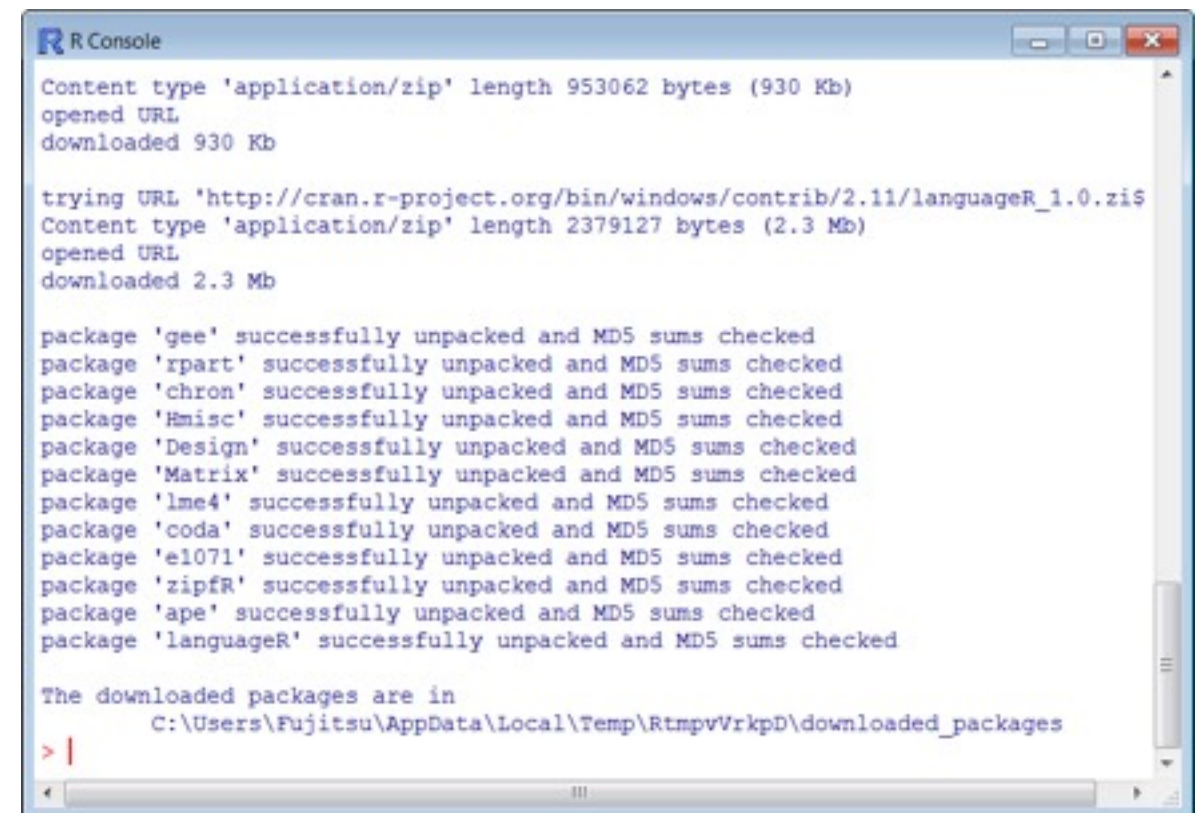 R Console
Content type 'application/zip' length 953062 bytes (930 Kb)
opened URL
downloaded 930 Kb
trying URL 'http://cran.r-project.org/bin/windows/contrib/2.11/languageR_1.0.zi$
Content type 'application/zip' length 2379127 bytes (2.3 Mb)
opened URL
downloaded 2.3 Mb
package 'gee' successfully unpacked and MD5 sums checked
package 'rpart' successfully unpacked and MD5 sums checked
package 'chron' successfully unpacked and MD5 sums checked
package 'Hmisc' successfully unpacked and MD5 sums checked
package 'Design' successfully unpacked and MD5 sums checked
package 'Matrix' successfully unpacked and MD5 sums checked
package 'lme4' successfully unpacked and MD5 sums checked
package 'coda' successfully unpacked and MD5 sums checked
package 'e1071' successfully unpacked and MD5 sums checked
package 'zipfR' successfully unpacked and MD5 sums checked
package 'ape' successfully unpacked and MD5 sums checked
package 'languageR' successfully unpacked and MD5 sums checked
The downloaded packages are in
        C:\Users\Fujitsu\AppData\Local\Temp\RtmpvVrkpD\downloaded_packages
> |